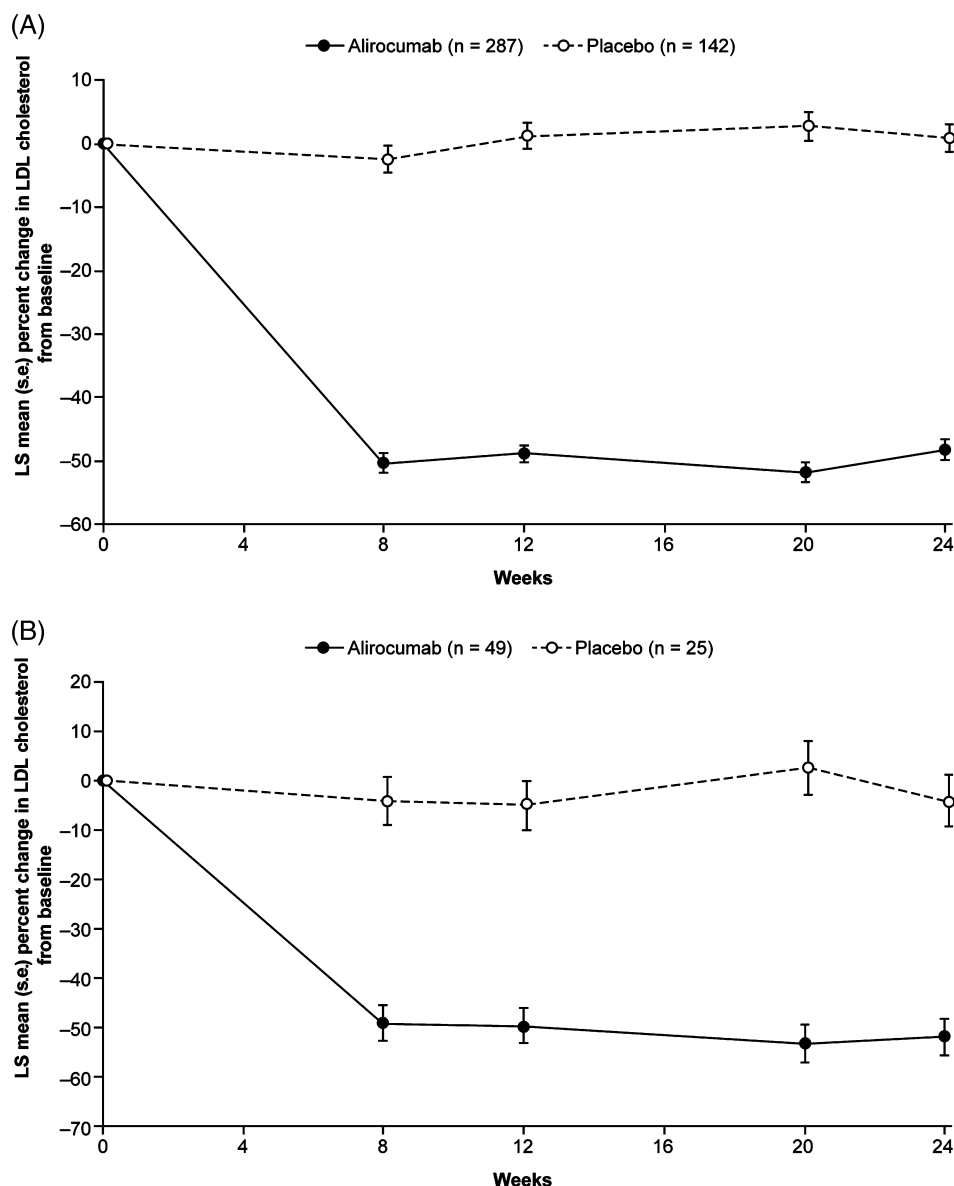 (A)
Alirocumab (n = 287) Placebo (n = 142)
LS mean (s.e.) percent change in LDL cholesterol
from baseline
10
0
–10
–20
–30
–40
–50
–60
0 4 8 12 16 20 24
Weeks
(B)
Alirocumab (n = 49) Placebo (n = 25)
LS mean (s.e.) percent change in LDL cholesterol
from baseline
20
10
0
–10
–20
–30
–40
–50
–60
–70
0 4 8 12 16 20 24
Weeks